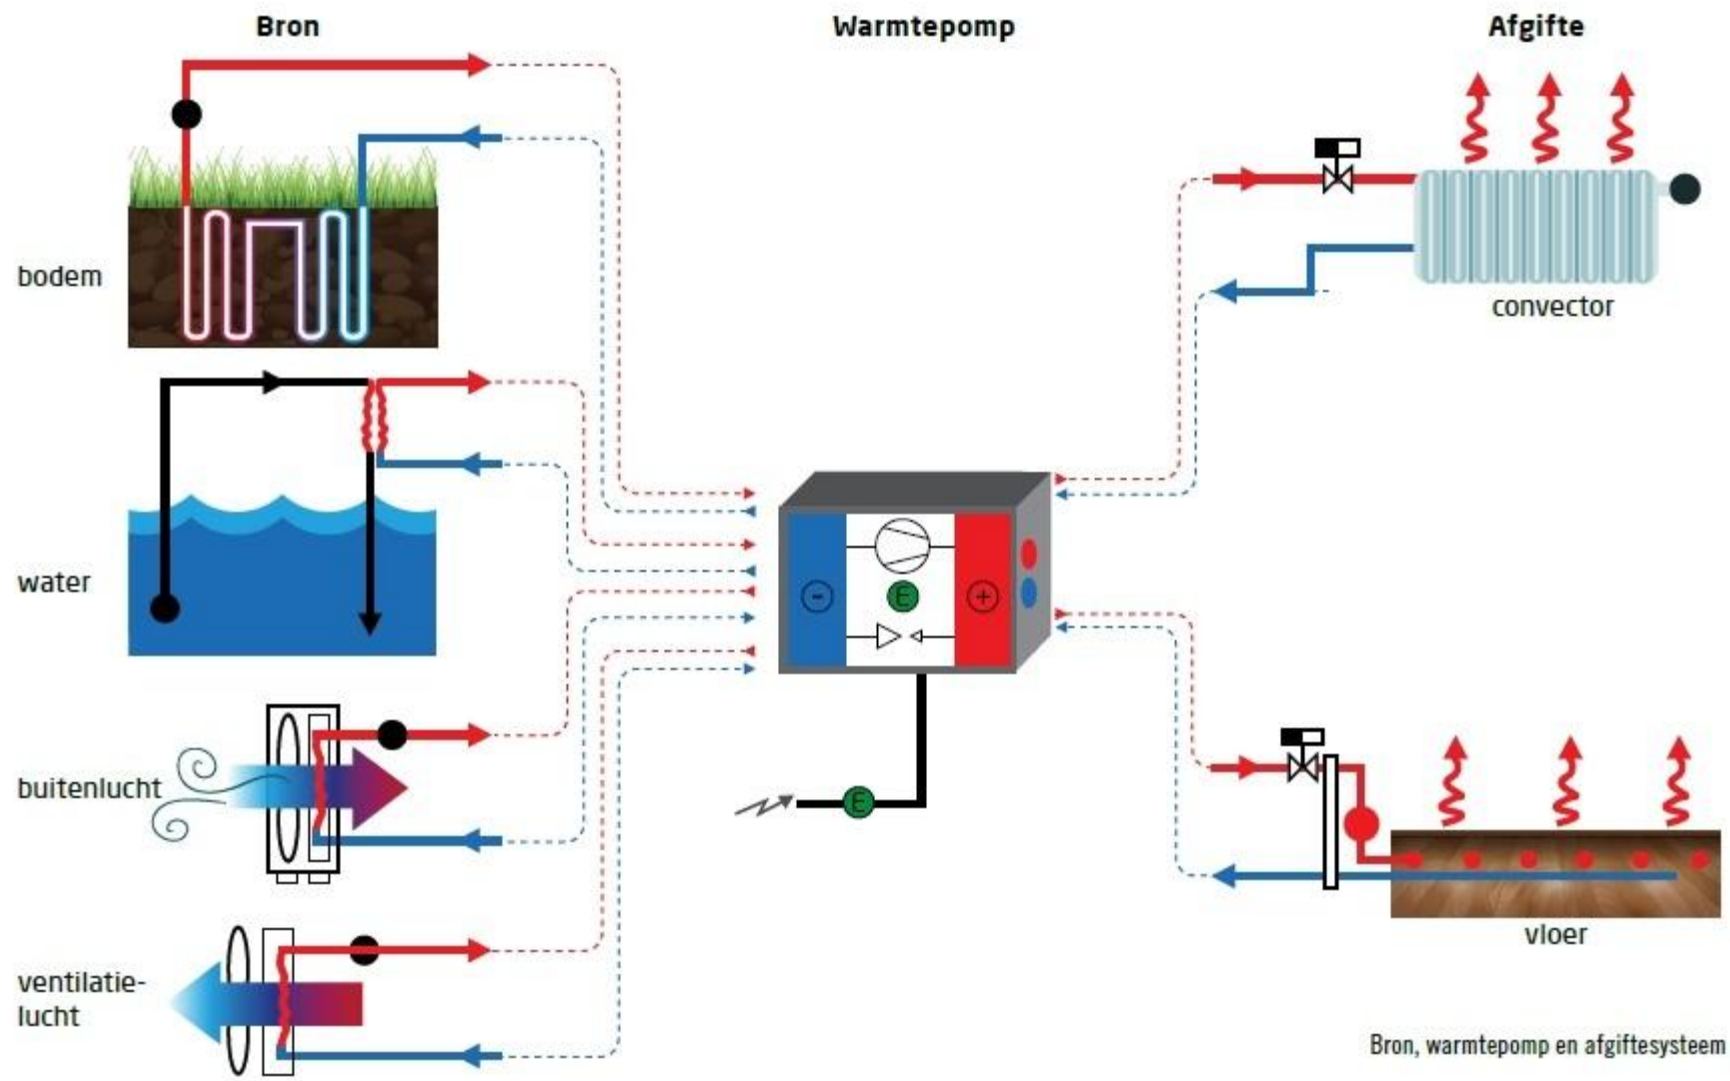 Bron
Warmtepomp
Afgifte
bodem
convector
water
-
E
+
buitenlucht
E
vloer
ventilatie-
lucht
Bron, warmtepomp en afgiftesysteem